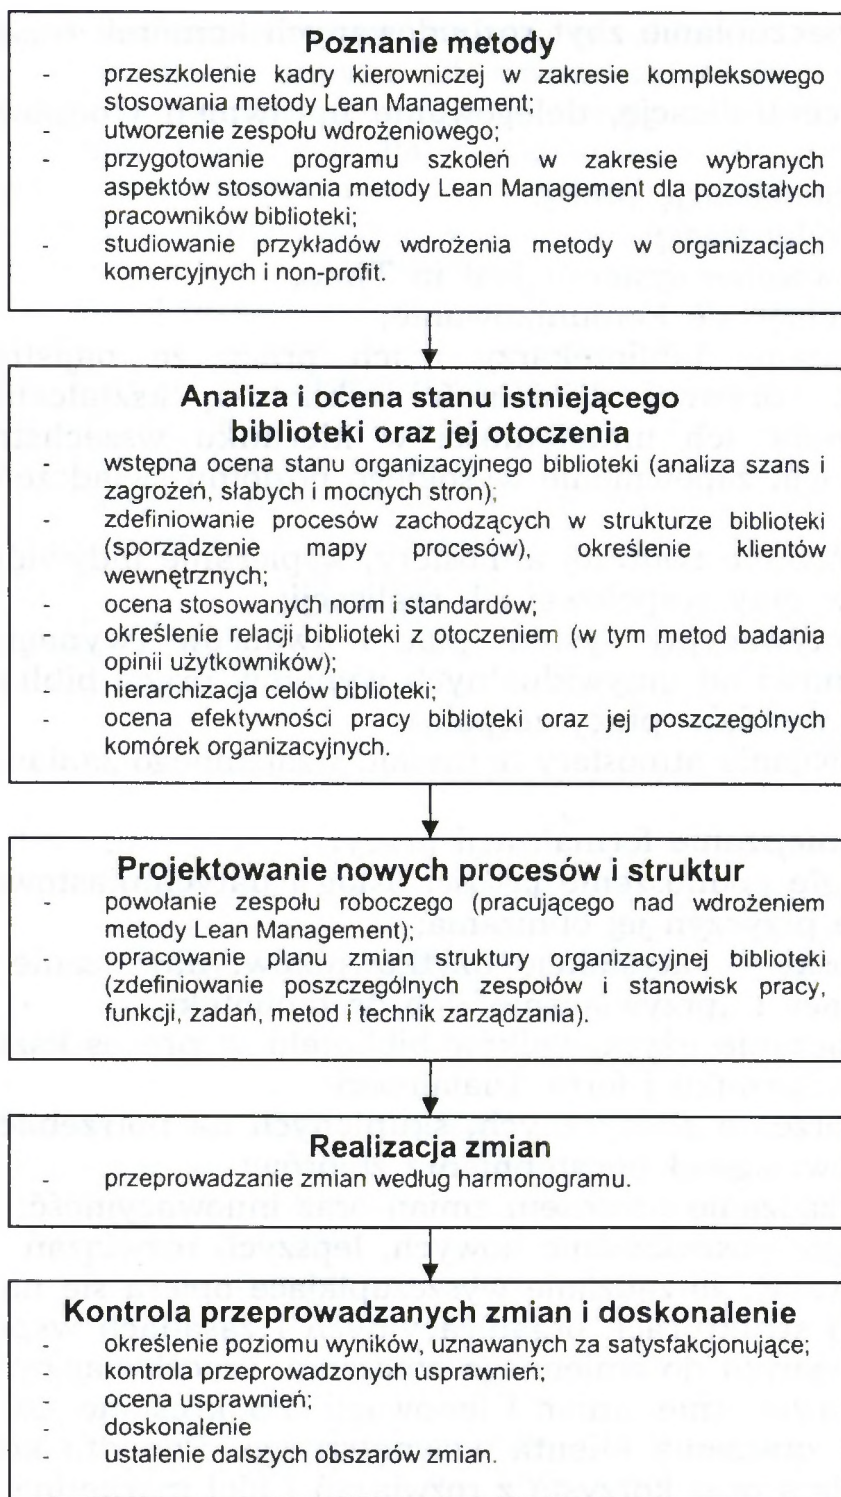 Poznanie metody
- przeszkolenie kadry kierowniczej w zakresie kompleksowego
stosowania metody Lean Management;
- utworzenie zespołu wdrożeniowego;
- przygotowanie programu szkoleń w zakresie wybranych
aspektów stosowania metody Lean Management dla pozostałych
pracowników biblioteki;
- studiowanie przykładów wdrożenia metody w organizacjach
komercyjnych i non-profit.
Analiza i ocena stanu istniejącego
biblioteki oraz jej otoczenia
- wstępna ocena stanu organizacyjnego biblioteki (analiza szans i
zagrożeń, słabych i mocnych stron);
- zdefiniowanie procesów zachodzących w strukturze biblioteki
(sporządzenie mapy procesów), określenie klientów
wewnętrznych;
- ocena stosowanych norm i standardów;
- określenie relacji biblioteki z otoczeniem (w tym metod badania
opinii użytkowników);
- hierarchizacja celów biblioteki;
- ocena efektywności pracy biblioteki oraz jej poszczególnych
komórek organizacyjnych.
Projektowanie nowych procesów i struktur
- powołanie zespołu roboczego (pracującego nad wdrożeniem
metody Lean Management);
- opracowanie planu zmian struktury organizacyjnej biblioteki
(zdefiniowanie poszczególnych zespołów i stanowisk pracy,
funkcji, zadań, metod i technik zarządzania).
Realizacja zmian
- przeprowadzanie zmian według harmonogramu.
Kontrola przeprowadzanych zmian i doskonalenie
- określenie poziomu wyników, uznawanych za satysfakcjonujące;
- kontrola przeprowadzonych usprawnień;
- ocena usprawnień;
- doskonalenie
- ustalenie dalszych obszarów zmian.